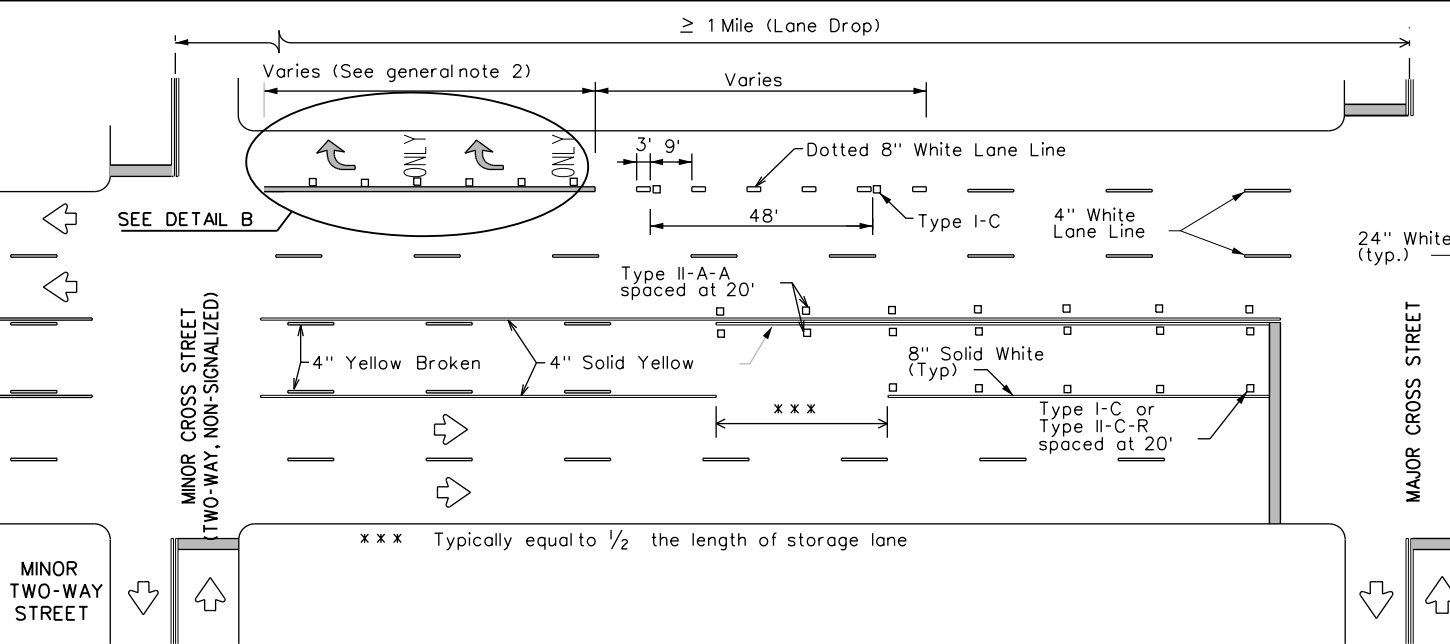 ≥ 1 Mile (Lane Drop)
Varies (See general note 2)
Varies
ONLY
ONLY
3' 9'
Dotted 8" White Lane Line
SEE DETAIL B
48'
Type I-C
4" White
Lane Line
24" White
(typ.)
Type II-A-A
spaced at 20'
4" Yellow Broken
4" Solid Yellow
8" Solid White
(Typ)
***
Type I-C or
Type II-C-R
spaced at 20'
MINOR CROSS STREET
(TWO-WAY, NON-SIGNALIZED)
MAJOR CROSS STREET
*** Typically equal to 1/2 the length of storage lane
MINOR
TWO-WAY
STREET